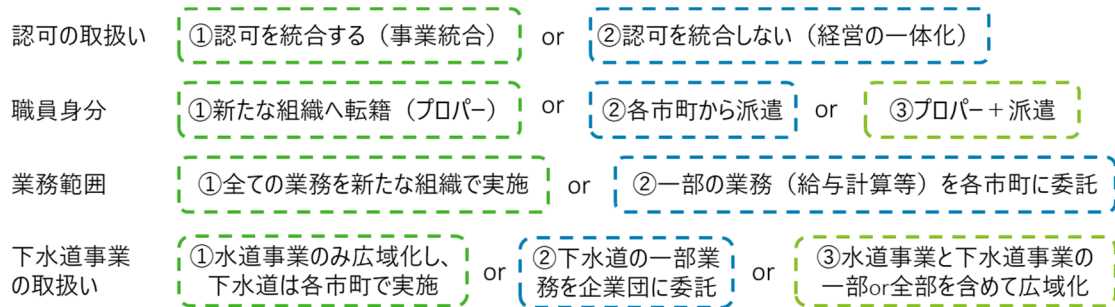 認可の取扱い ①認可を統合する（事業統合） or ②認可を統合しない（経営の一体化）
職員身分 ①新たな組織へ転籍（プロパー） or ②各市町から派遣 or ③プロパー＋派遣
業務範囲 ①全ての業務を新たな組織で実施 or ②一部の業務（給与計算等）を各市町に委託
下水道事業
の取扱い
①水道事業のみ広域化し、
下水道は各市町で実施
or
②下水道の一部業
務を企業団に委託
or
③水道事業と下水道事業の
一部or全部を含めて広域化